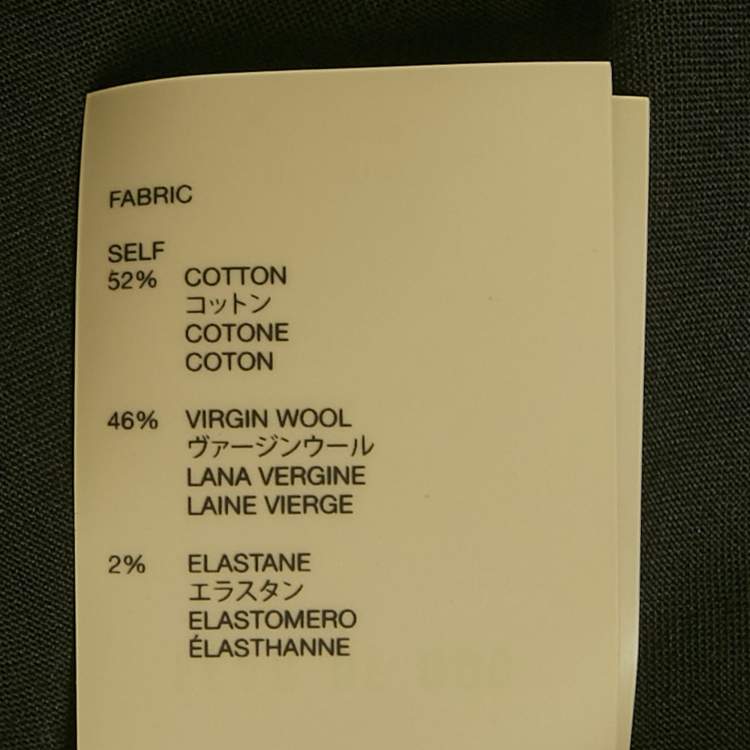 FABRIC
SELF
52% COTTON
コットン
COTONE
COTON
46% VIRGIN WOOL
ヴァージンウール
LANA VERGINE
LAINE VIERGE
2% ELASTANE
エラスタン
ELASTOMERO
ÉLASTHANNE